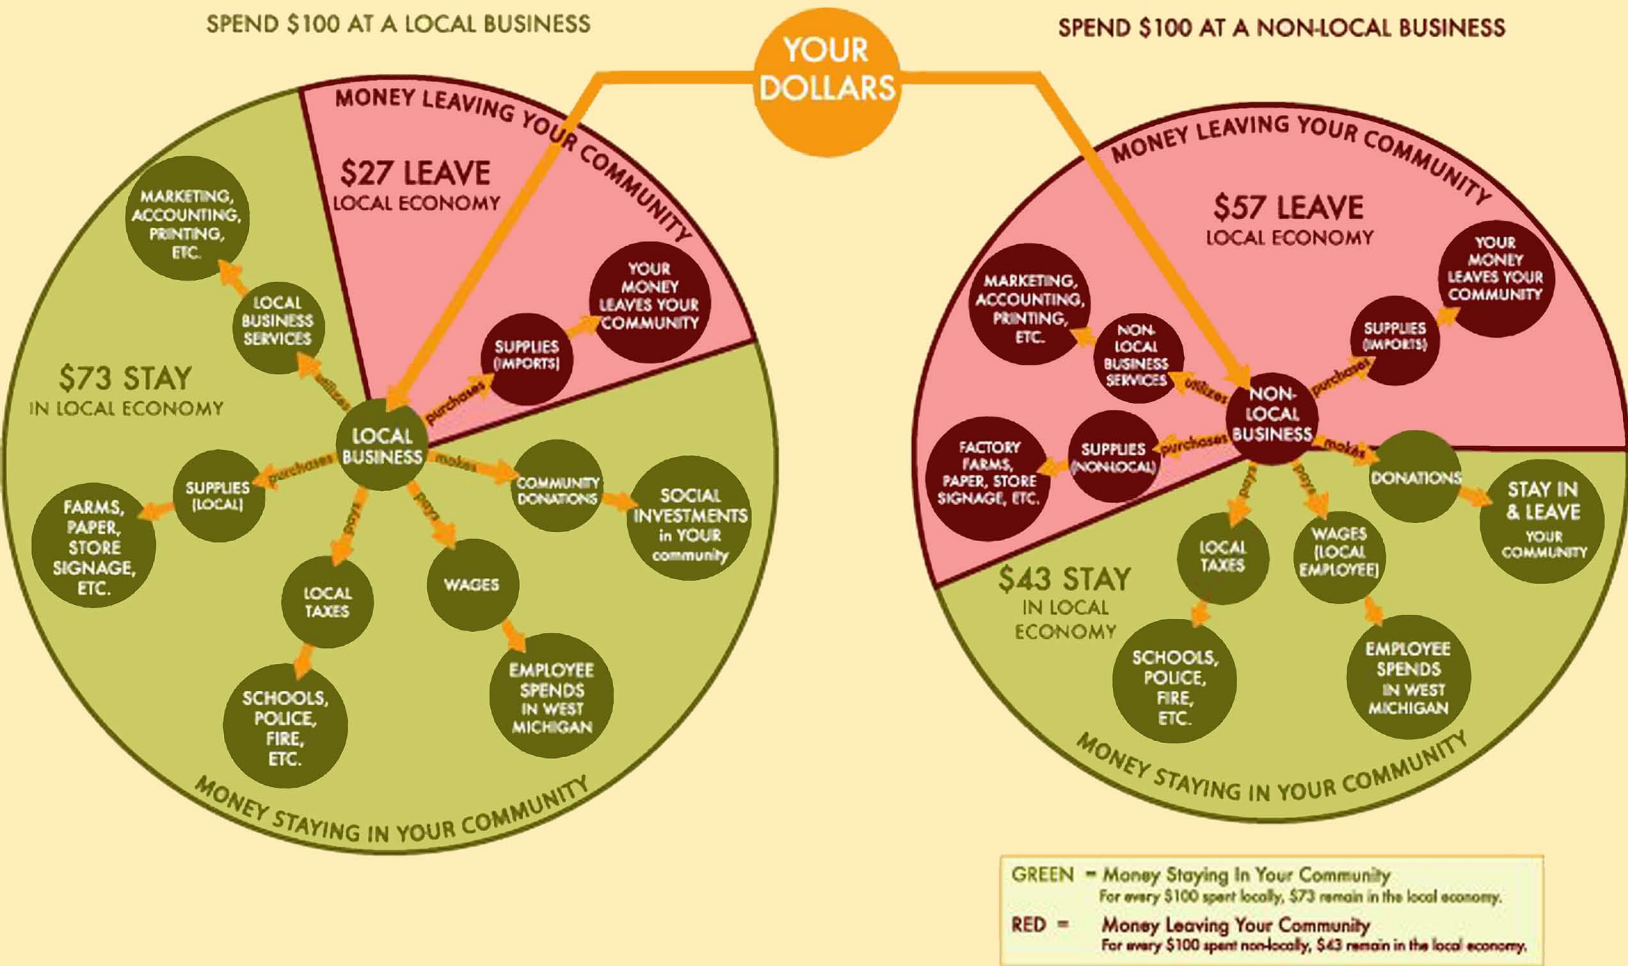 SPEND $100 AT A LOCAL BUSINESS
YOUR
DOLLARS
SPEND $100 AT A NON-LOCAL BUSINESS
MONEY LEAVING YOUR COMMUNITY
$27 LEAVE
LOCAL ECONOMY
MARKETING,
ACCOUNTING,
PRINTING,
ETC.
LOCAL
BUSINESS
SERVICES
utilizes
YOUR
MONEY
LEAVES YOUR
COMMUNITY
SUPPLIES
(IMPORTS)
purchases
$73 STAY
IN LOCAL ECONOMY
LOCAL
BUSINESS
purchases
SUPPLIES
(LOCAL)
FARMS,
PAPER,
STORE
SIGNAGE,
ETC.
makes
COMMUNITY
DONATIONS
SOCIAL
INVESTMENTS
in YOUR
community
pays
LOCAL
TAXES
SCHOOLS,
POLICE,
FIRE,
ETC.
pays
WAGES
EMPLOYEE
SPENDS
IN WEST
MICHIGAN
MONEY STAYING IN YOUR COMMUNITY
MONEY LEAVING YOUR COMMUNITY
$57 LEAVE
LOCAL ECONOMY
MARKETING,
ACCOUNTING,
PRINTING,
ETC.
NON-
LOCAL
BUSINESS
SERVICES
utilizes
YOUR
MONEY
LEAVES YOUR
COMMUNITY
SUPPLIES
(IMPORTS)
purchases
NON-
LOCAL
BUSINESS
purchases
SUPPLIES
(NON-LOCAL)
FACTORY
FARMS,
PAPER, STORE
SIGNAGE, ETC.
makes
DONATIONS
STAY IN
& LEAVE
YOUR
COMMUNITY
pays
LOCAL
TAXES
SCHOOLS,
POLICE,
FIRE,
ETC.
pays
WAGES
(LOCAL
EMPLOYEE)
EMPLOYEE
SPENDS
IN WEST
MICHIGAN
$43 STAY
IN LOCAL
ECONOMY
MONEY STAYING IN YOUR COMMUNITY
GREEN = Money Staying In Your Community
For every $100 spent locally, $73 remain in the local economy.
RED = Money Leaving Your Community
For every $100 spent non-locally, $43 remain in the local economy.